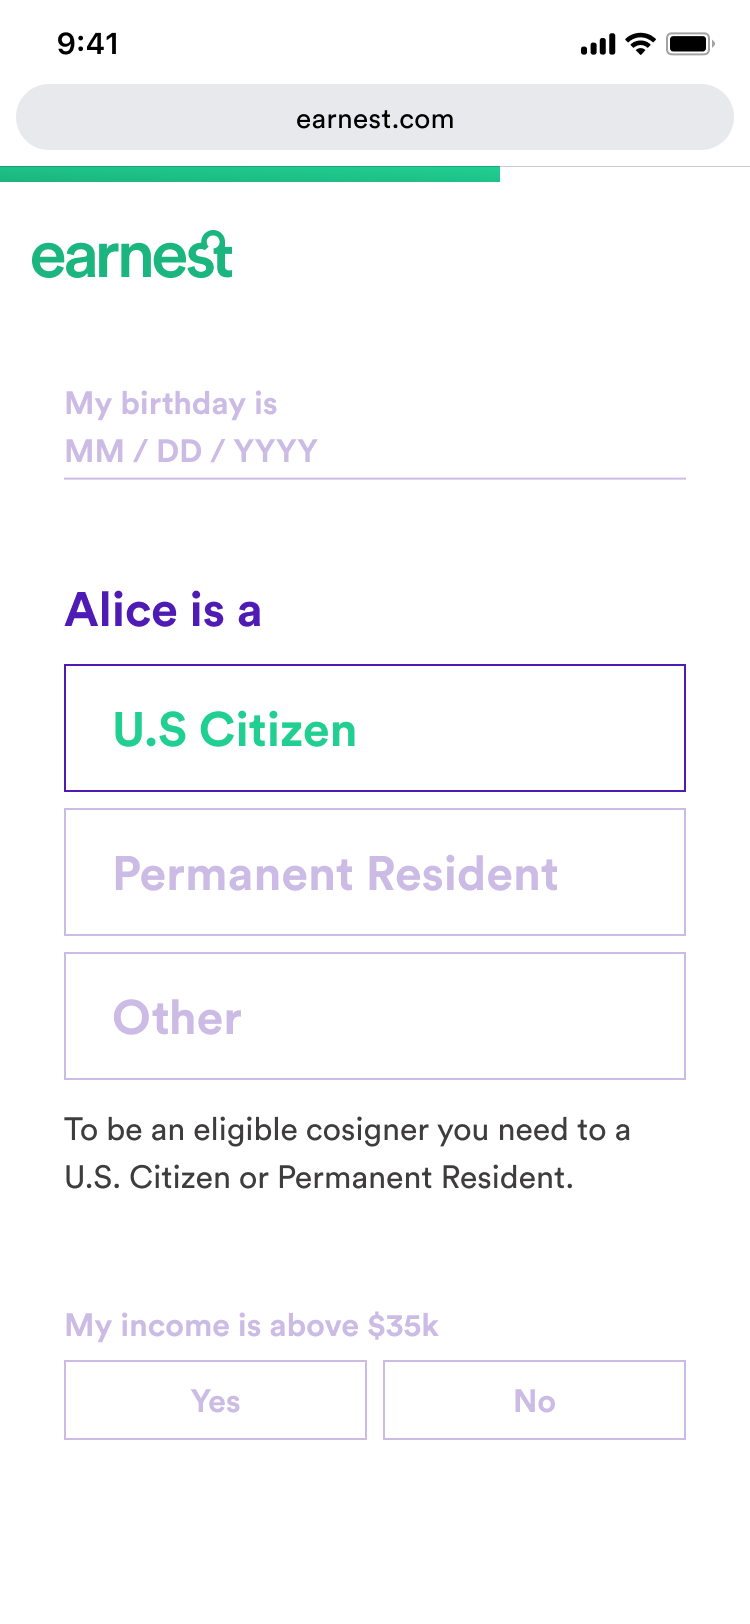 9:41
earnest.com
earnest
My birthday is
MM / DD / YYYY
Alice is a
U.S Citizen
Permanent Resident
Other
To be an eligible cosigner you need to a
U.S. Citizen or Permanent Resident.
My income is above $35k
Yes
No